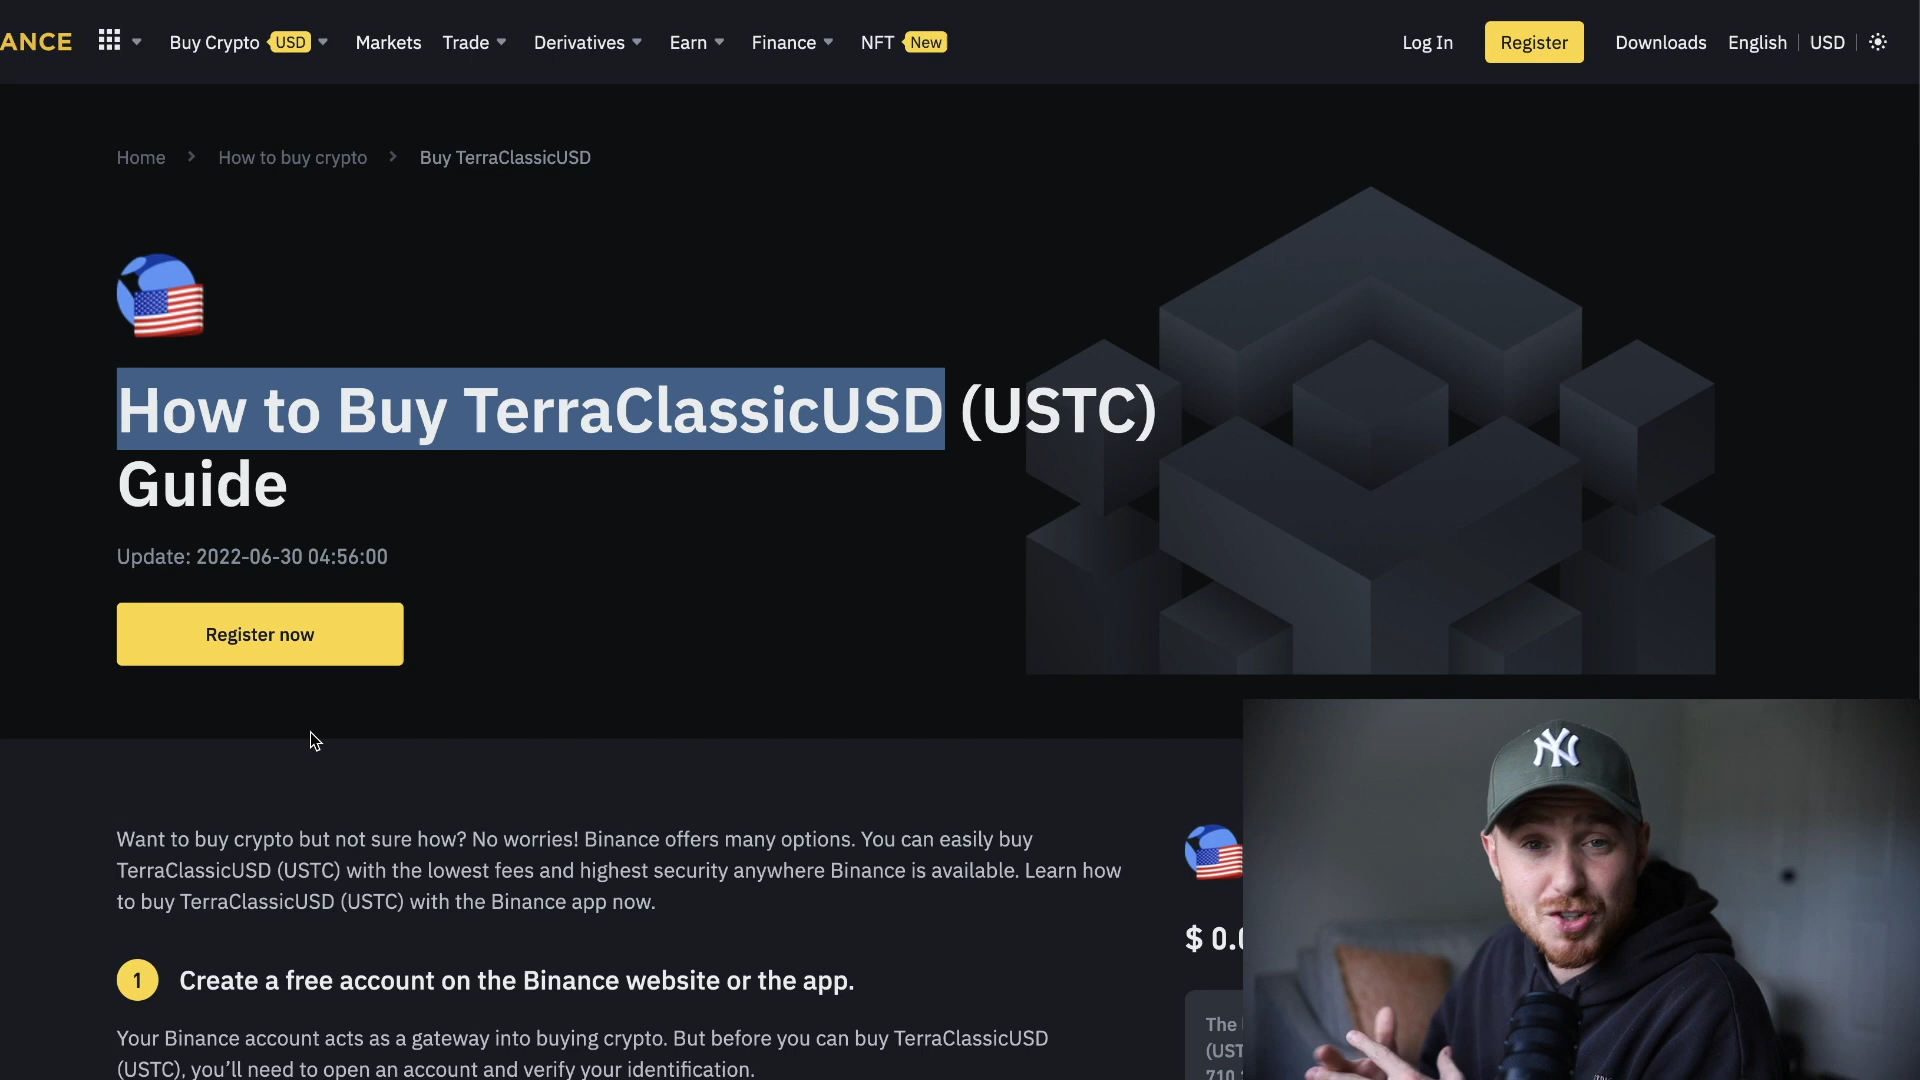 ANCE
Buy Crypto USD
Markets
Trade
Derivatives
Earn
Finance
NFT New
Log In
Register
Downloads
English
USD
Home > How to buy crypto > Buy TerraClassicUSD
How to Buy TerraClassicUSD (USTC)
Guide
Update: 2022-06-30 04:56:00
Register now
Want to buy crypto but not sure how? No worries! Binance offers many options. You can easily buy
TerraClassicUSD (USTC) with the lowest fees and highest security anywhere Binance is available. Learn how
to buy TerraClassicUSD (USTC) with the Binance app now.
1 Create a free account on the Binance website or the app.
Your Binance account acts as a gateway into buying crypto. But before you can buy TerraClassicUSD
(USTC), you’ll need to open an account and verify your identification.
$ 0.0
The
(UST
710
NY